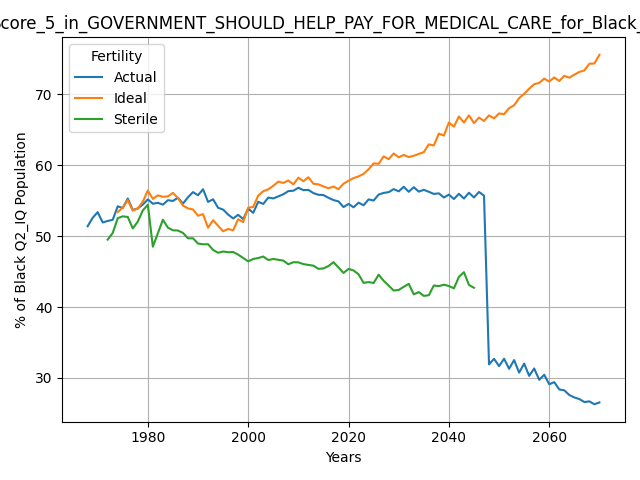 core_5_in_GOVERNMENT_SHOULD_HELP_PAY_FOR_MEDICAL_CARE_for_Black_
Fertility
Actual
Ideal
Sterile
% of Black Q2_IQ Population
70
60
50
40
30
1980
2000
2020
2040
2060
Years